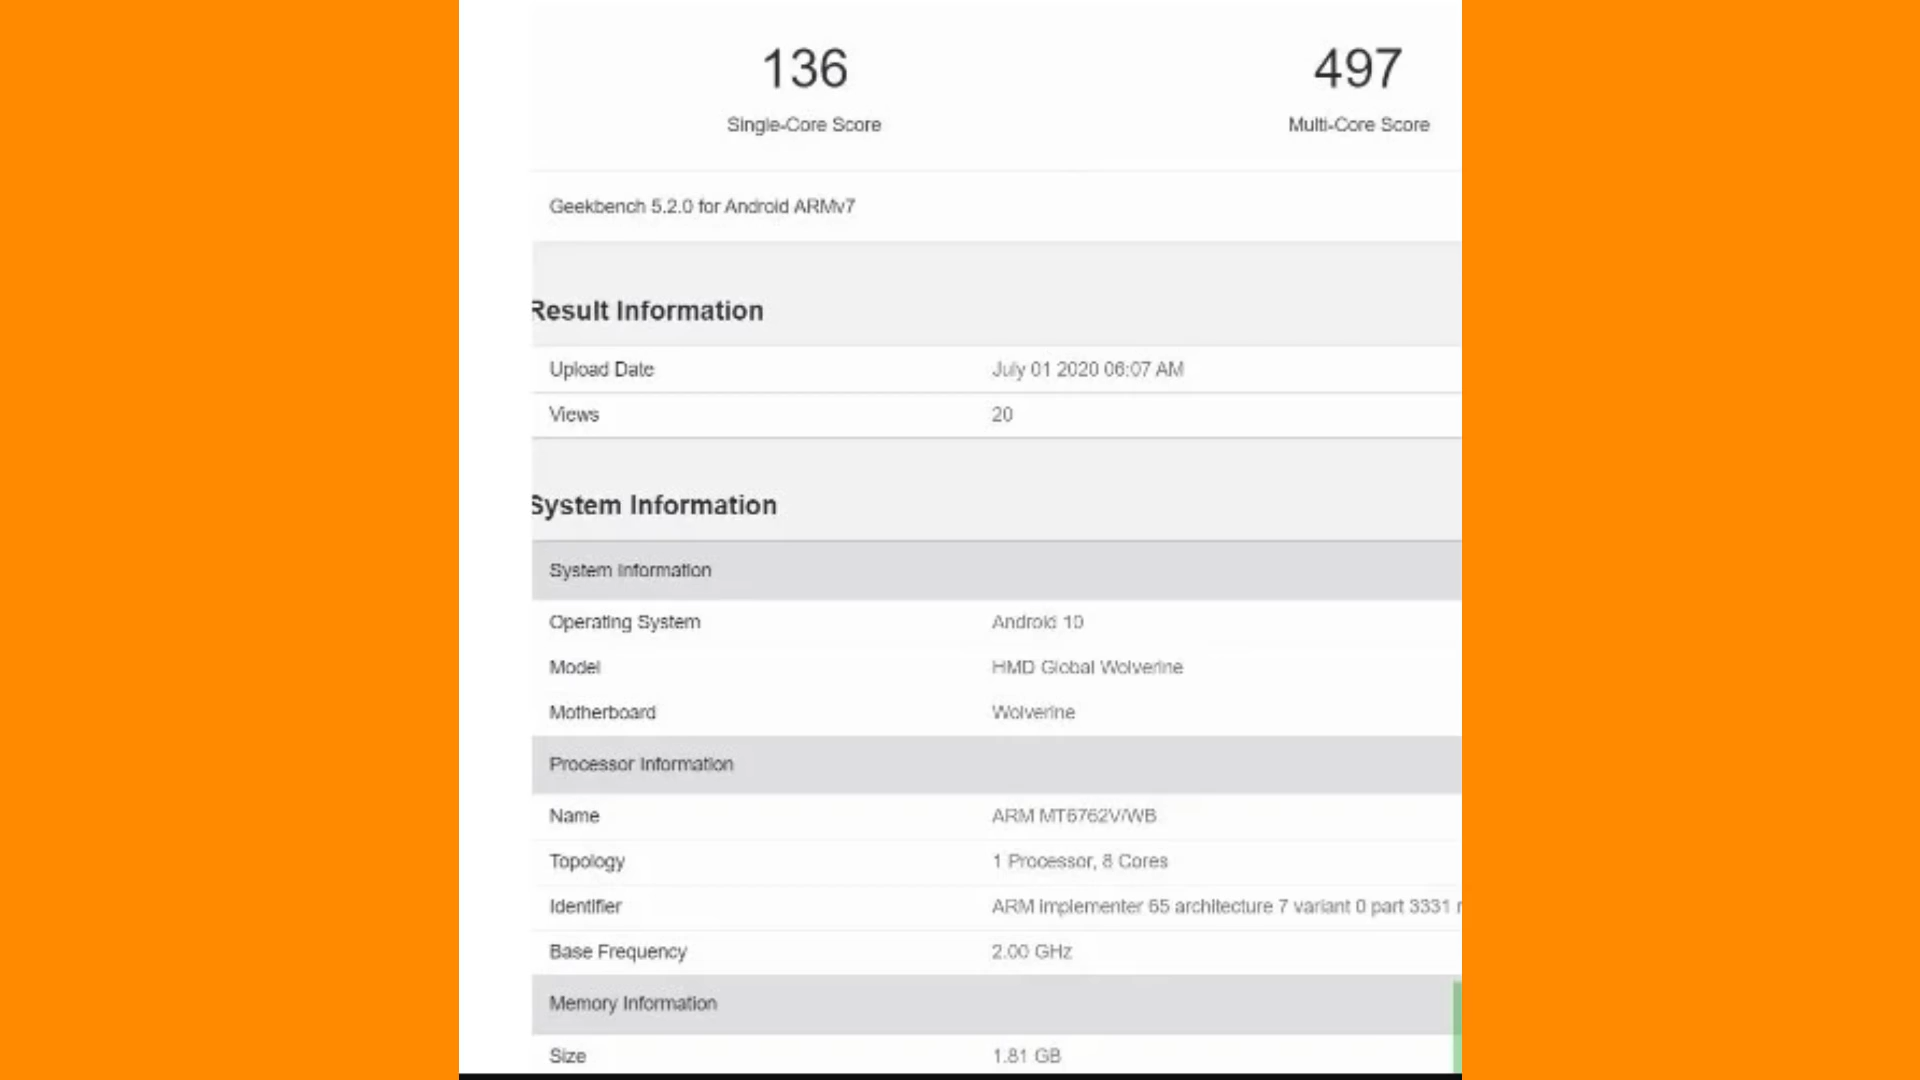 136 497
Single-Core Score Multi-Core Score
Geekbench 5.2.0 for Android ARMv7
Result Information
Upload Date July 01 2020 06:07 AM
Views 20
System Information
System Information
Operating System Android 10
Model HMD Global Wolverine
Motherboard Wolverine
Processor Information
Name ARM MT6762V/WB
Topology 1 Processor, 8 Cores
Identifier ARM implementer 65 architecture 7 variant 0 part 3331
Base Frequency 2.00 GHz
Memory Information
Size 1.81 GB